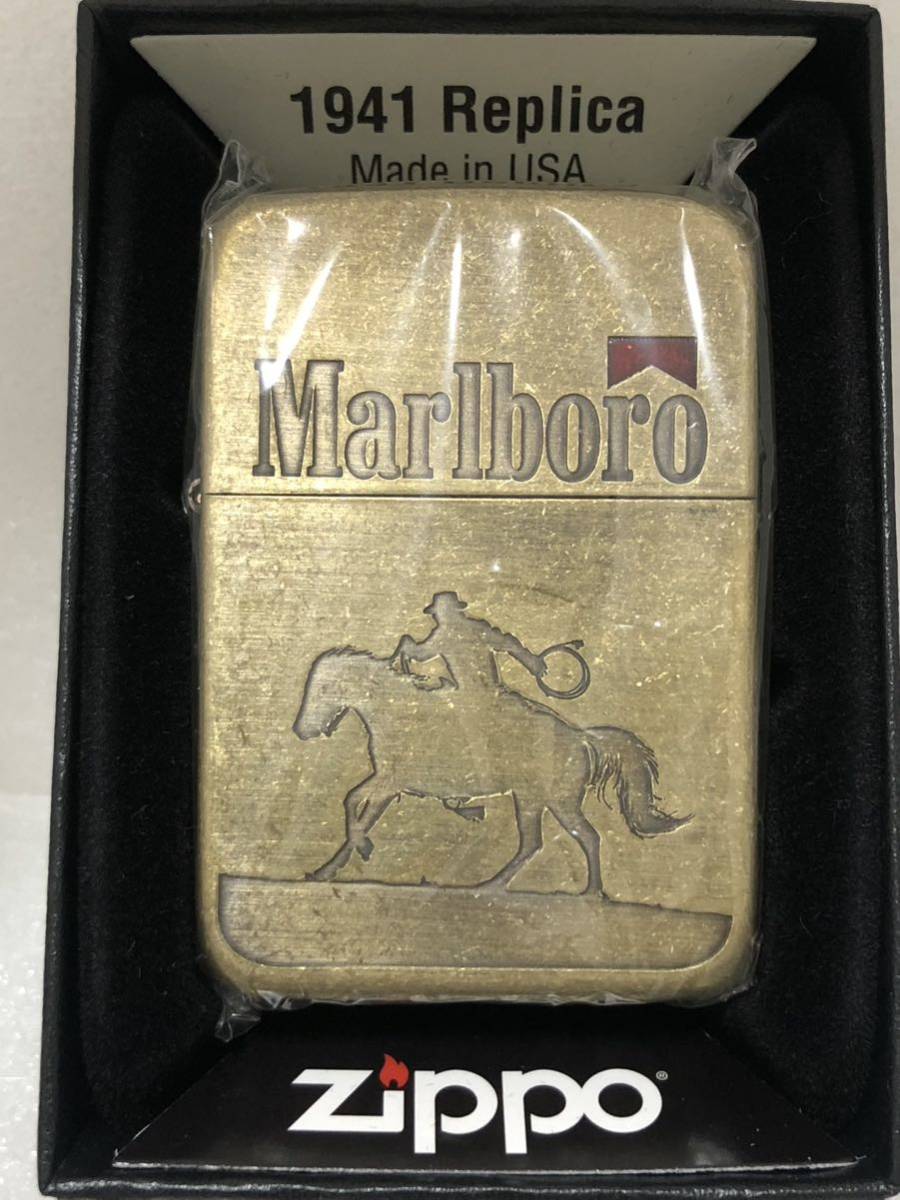 1941 Replica
Made in USA
Marlboro
zippo®